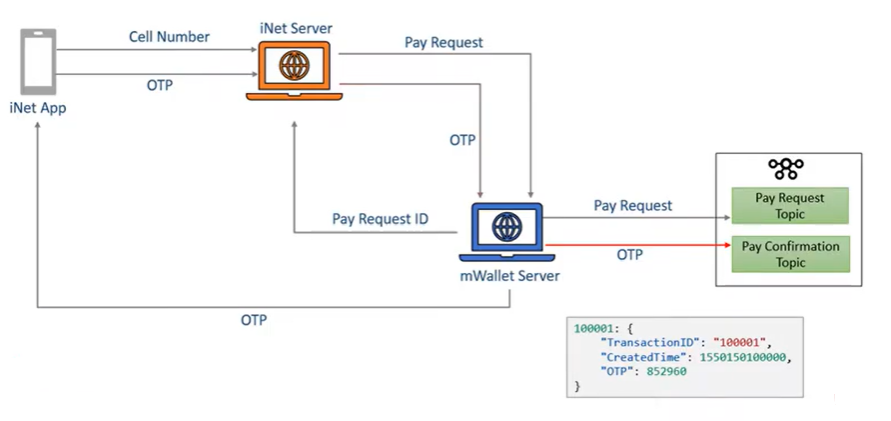 iNet Server
Cell Number
Pay Request
OTP
iNet App
OTP
Pay Request
Topic
Pay Request ID
Pay Request
OTP
Pay Confirmation
Topic
mWallet Server
OTP
100001: {
"TransactionID": "100001",
"CreatedTime": 1550150100000,
"OTP": 852960
}